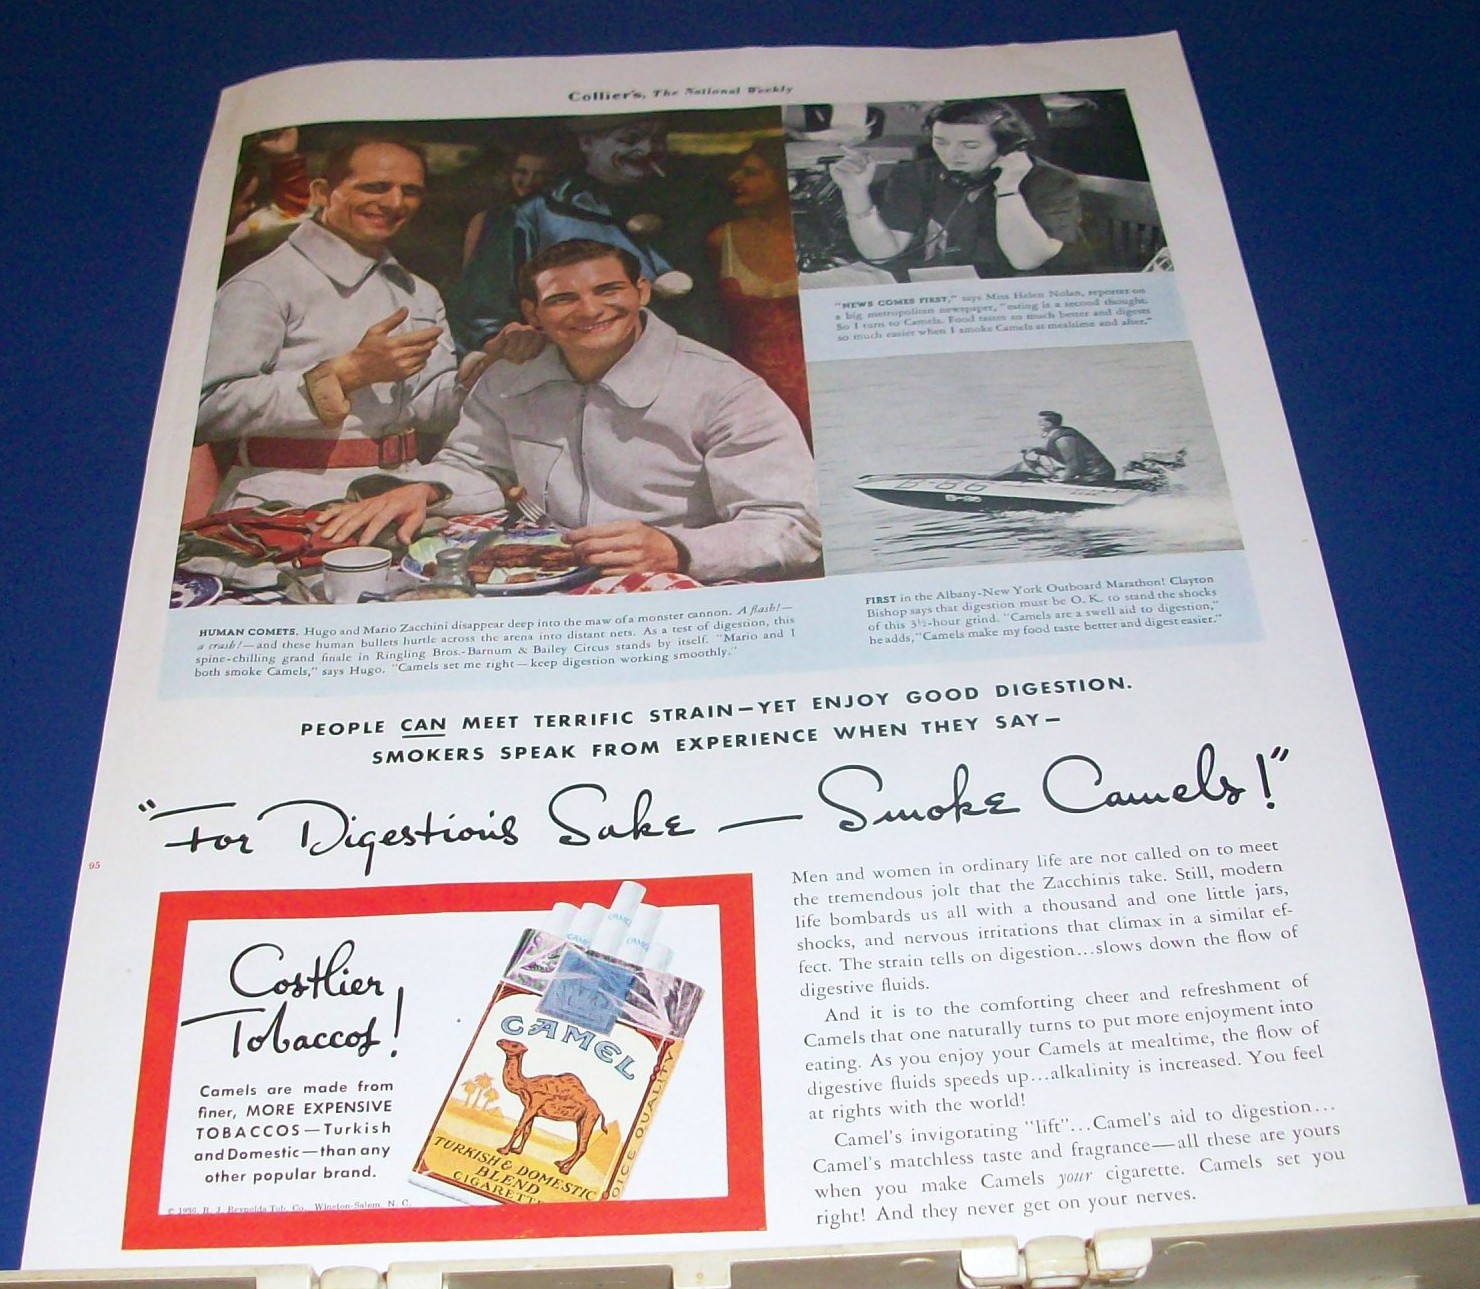 Collier's, The National Weekly
"NEWS COMES FIRST," says Miss Helen Nolan, reporter on
a big metropolitan newspaper, "eating is a second thought.
So I turn to Camels. Food tastes so much better and digests
so much easier when I smoke Camels at mealtime and after."
B-86
FIRST in the Albany-New York Outboard Marathon! Clayton
Bishop says that digestion must be O. K. to stand the shocks
of this 3½-hour grind. "Camels are a swell aid to digestion,"
he adds, "Camels make my food taste better and digest easier."
HUMAN COMETS. Hugo and Mario Zacchini disappear deep into the maw of a monster cannon. A flash!—
a crash!—and these human bullets hurtle across the arena into distant nets. As a test of digestion, this
spine-chilling grand finale in Ringling Bros.-Barnum & Bailey Circus stands by itself. "Mario and I
both smoke Camels," says Hugo. "Camels set me right—keep digestion working smoothly."
PEOPLE CAN MEET TERRIFIC STRAIN—YET ENJOY GOOD DIGESTION.
SMOKERS SPEAK FROM EXPERIENCE WHEN THEY SAY—
"For Digestion's Sake — Smoke Camels!"
95
Costlier
Tobaccos!
Camels are made from
finer, MORE EXPENSIVE
TOBACCOS—Turkish
and Domestic—than any
other popular brand.
CAMEL
TURKISH & DOMESTIC
BLEND
CIGARETTES
OICE QUALITY
© 1936, R. J. Reynolds Tob. Co., Winston-Salem, N. C.
Men and women in ordinary life are not called on to meet
the tremendous jolt that the Zacchinis take. Still, modern
life bombards us all with a thousand and one little jars,
shocks, and nervous irritations that climax in a similar ef-
fect. The strain tells on digestion...slows down the flow of
digestive fluids.
And it is to the comforting cheer and refreshment of
Camels that one naturally turns to put more enjoyment into
eating. As you enjoy your Camels at mealtime, the flow of
digestive fluids speeds up...alkalinity is increased. You feel
at rights with the world!
Camel's invigorating "lift"...Camel's aid to digestion...
Camel's matchless taste and fragrance—all these are yours
when you make Camels your cigarette. Camels set you
right! And they never get on your nerves.